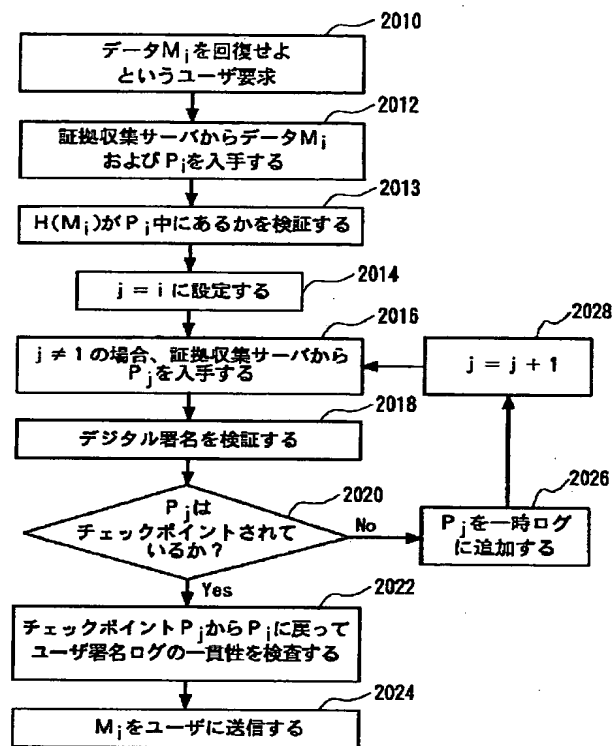 2010
データMiを回復せよ
というユーザ要求
2012
証拠収集サーバからデータMi
およびPiを入手する
2013
H(Mi)がPi中にあるかを検証する
2014
j = i に設定する
2016
j ≠ 1 の場合、証拠収集サーバから
Pjを入手する
2028
j = j + 1
2018
デジタル署名を検証する
2020
Pjは
チェックポイントされて
いるか?
No
2026
Pjを一時ログ
に追加する
Yes
2022
チェックポイントPjからPiに戻って
ユーザ署名ログの一貫性を検査する
2024
Miをユーザに送信する